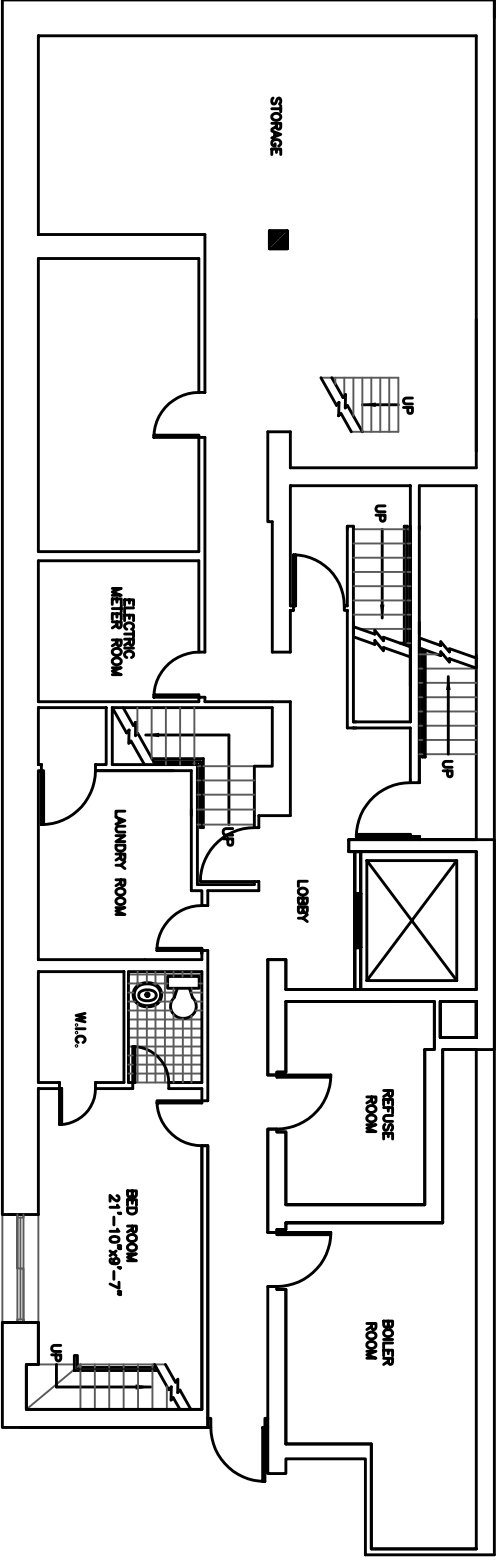 STORAGE
UP
UP
ELECTRIC
METER ROOM
UP
UP
LAUNDRY ROOM
LOBBY
W.I.C.
REFUSE
ROOM
BED ROOM
21'-10"x9'-7"
BOILER
ROOM
UP